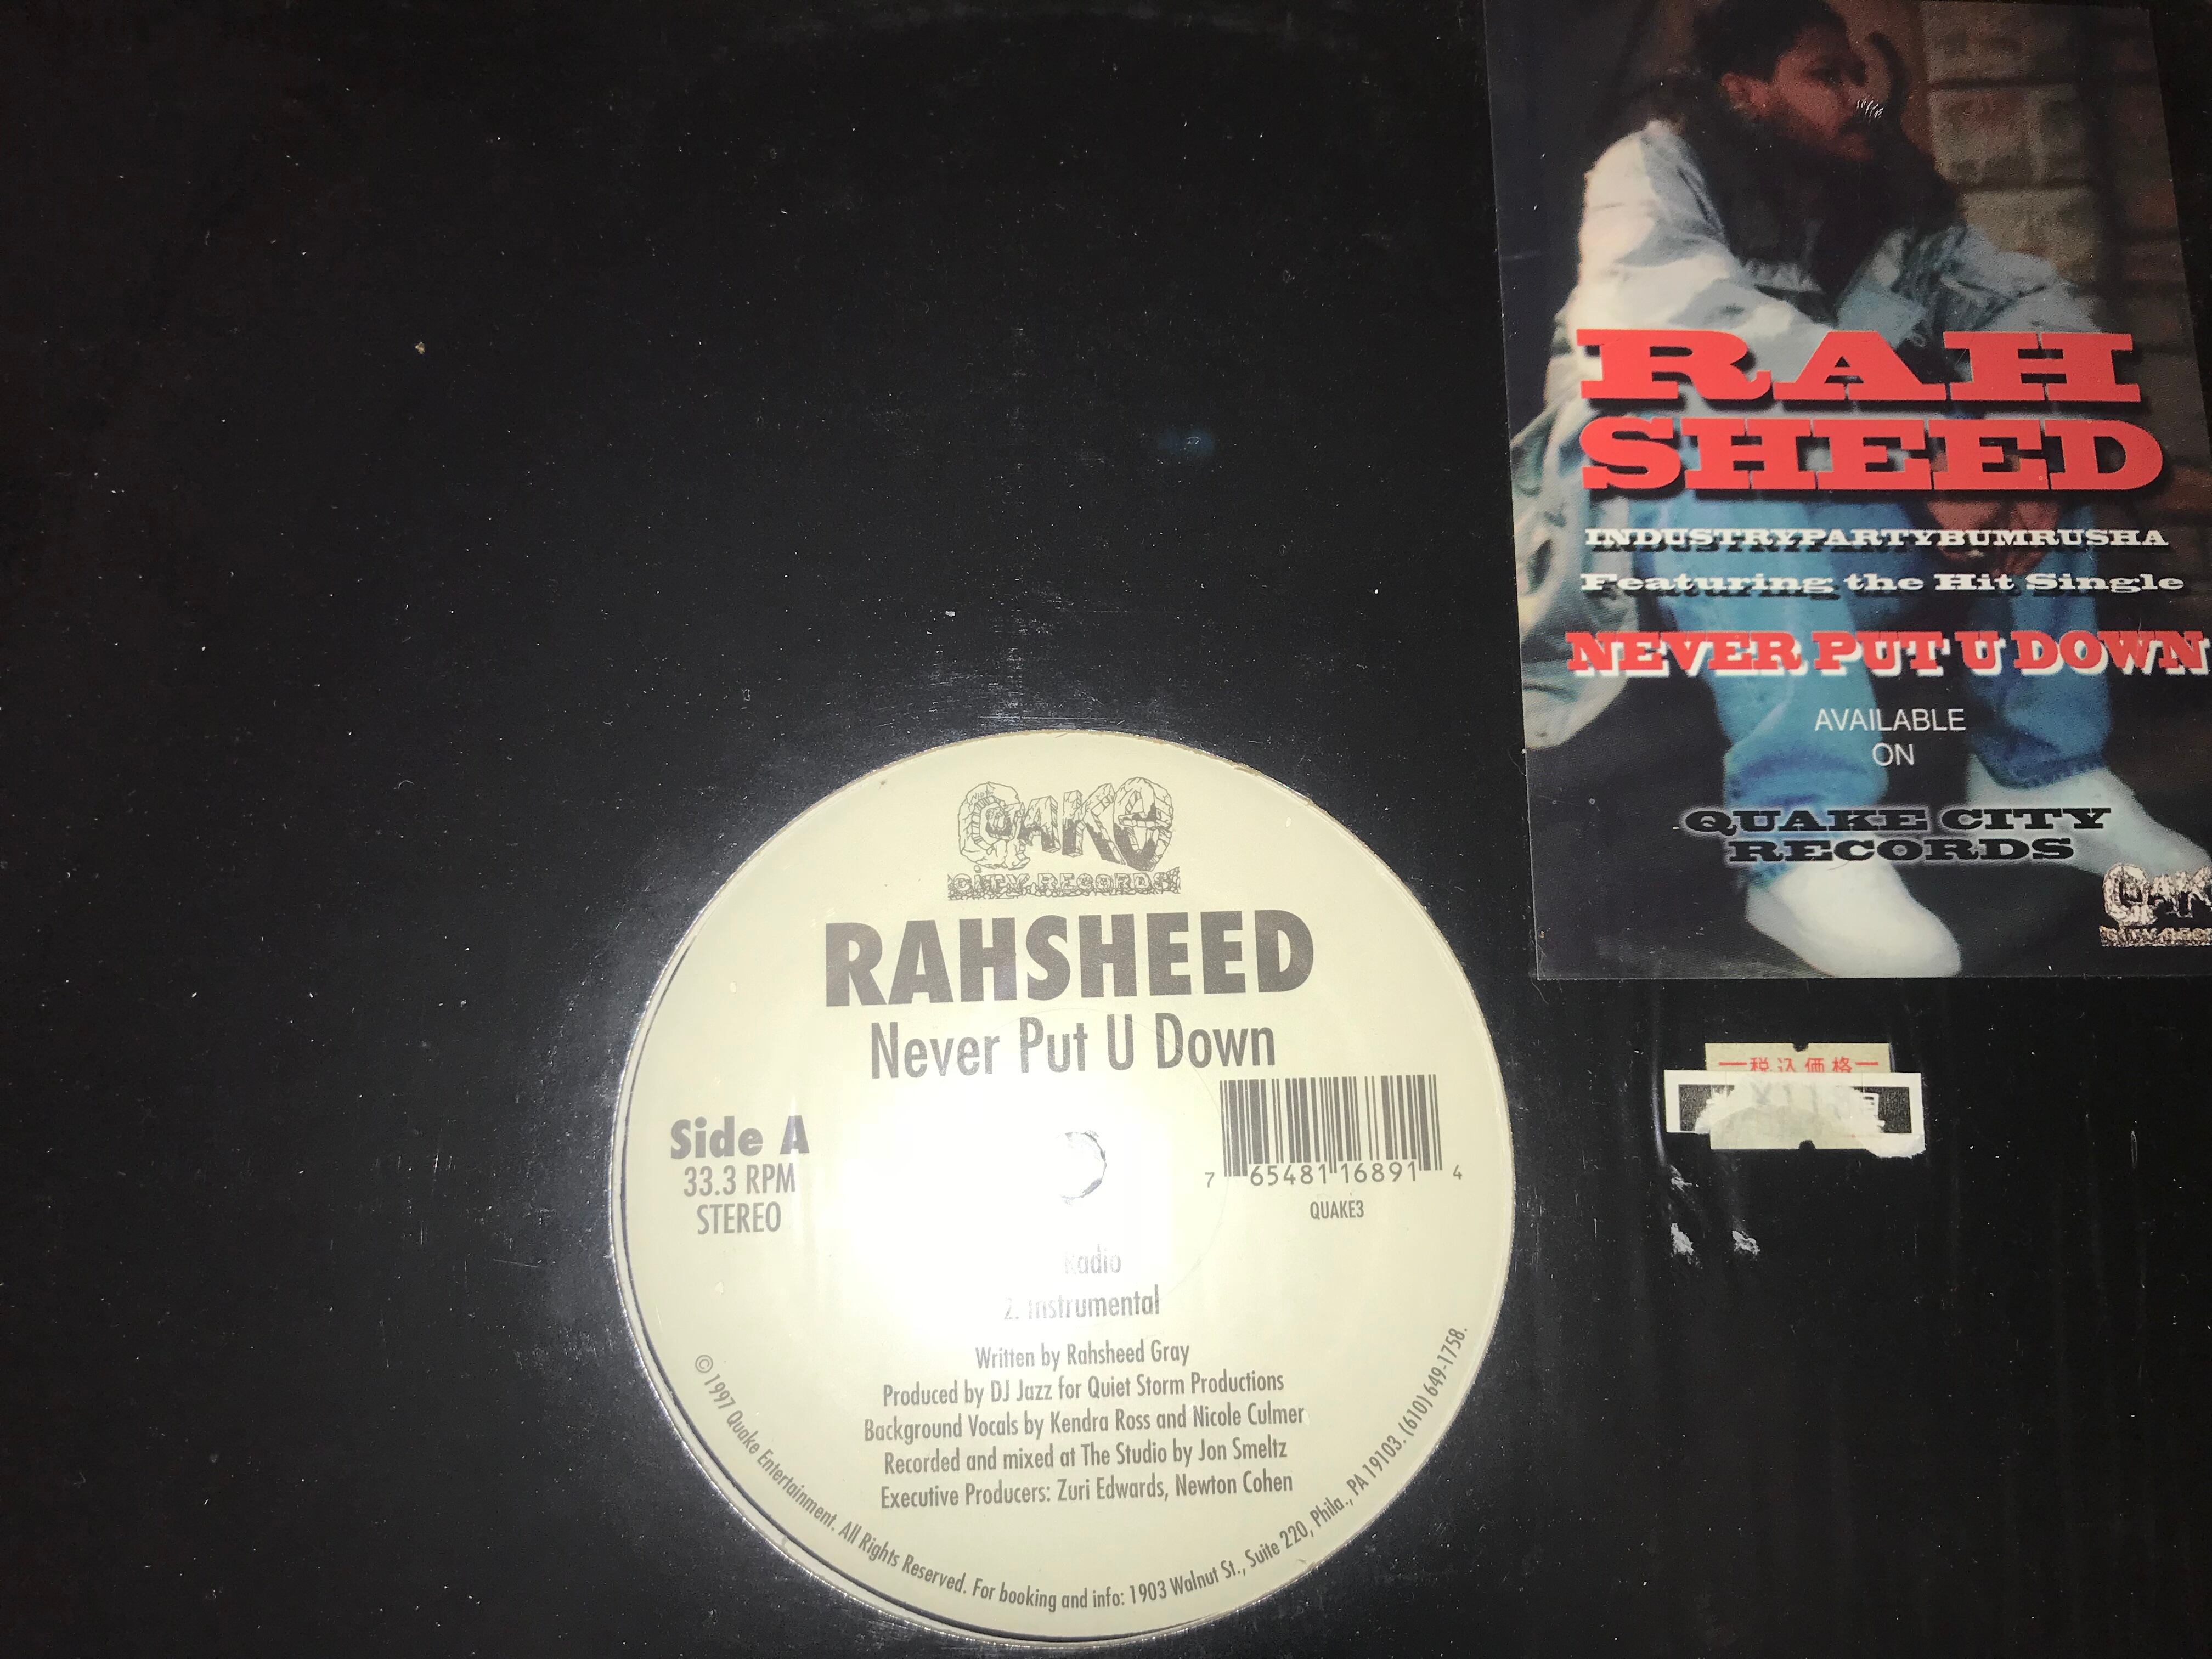 RAH
SHEED
INDUSTRYPARTYBUMRUSHA
Featuring the Hit Single
NEVER PUT U DOWN
AVAILABLE
ON
QUAKE CITY
RECORDS
QUAKE
CITY RECORDS
RAHSHEED
Never Put U Down
Side A
33.3 RPM
STEREO
7 65481 16891 4
QUAKE3
Radio
2. Instrumental
Written by Rahsheed Gray
Produced by DJ Jazz for Quiet Storm Productions
Background Vocals by Kendra Ross and Nicole Culmer
Recorded and mixed at The Studio by Jon Smeltz
Executive Producers: Zuri Edwards, Newton Cohen
© 1997 Quake Entertainment. All Rights Reserved. For booking and info: 1903 Walnut St., Suite 220, Phila., PA 19103. (610) 649-1758.
税込価格